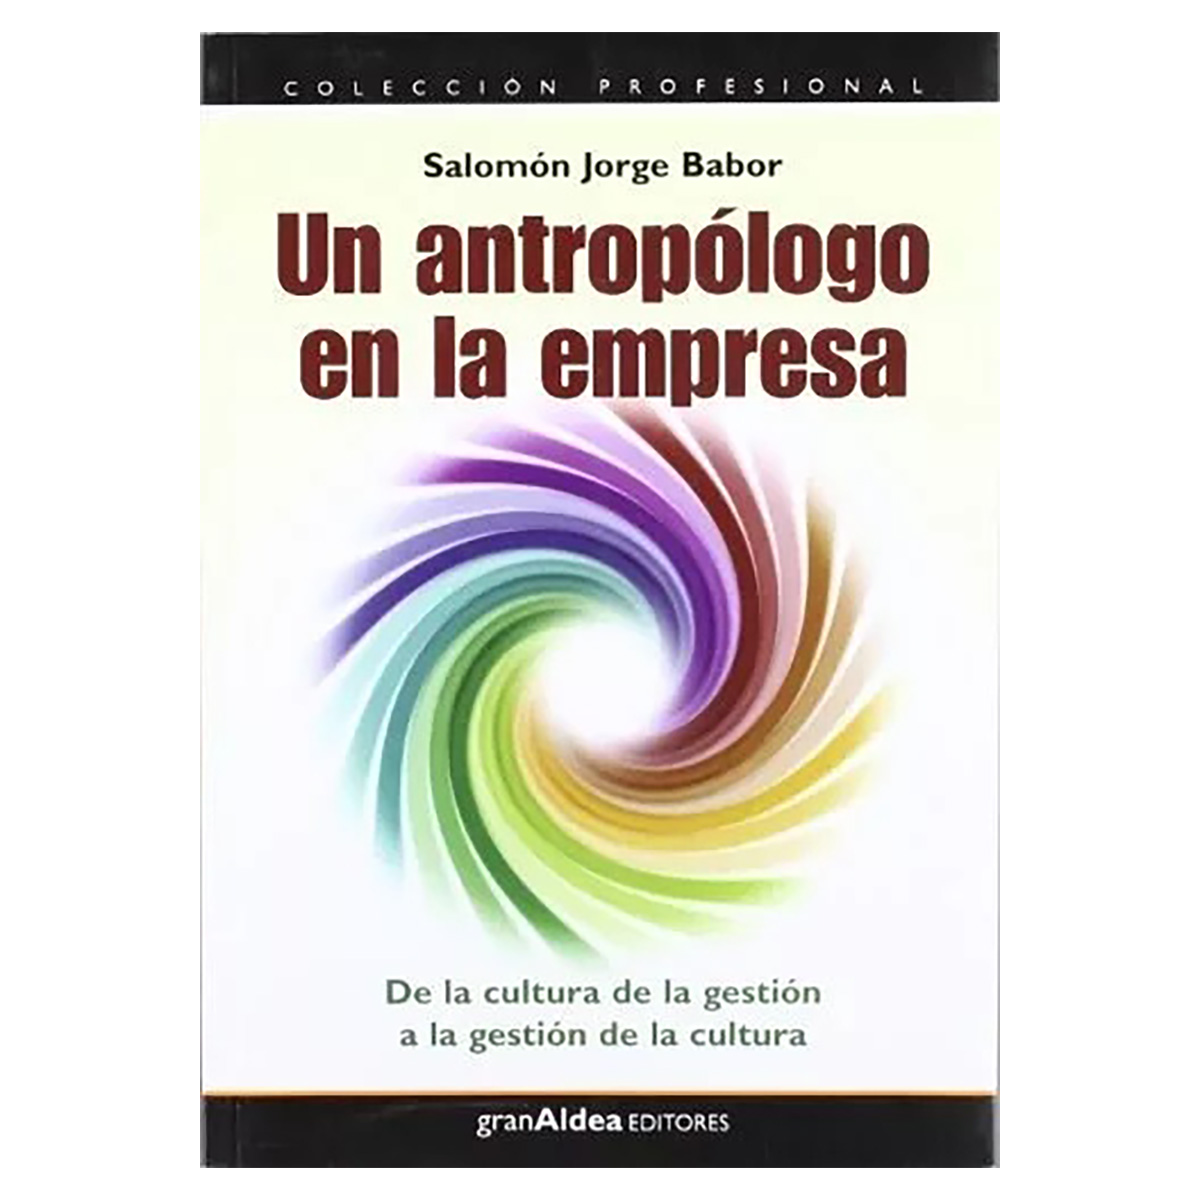 COLECCIÓN PROFESIONAL
Salomón Jorge Babor
Un antropólogo
en la empresa
De la cultura de la gestión
a la gestión de la cultura
granAldea EDITORES